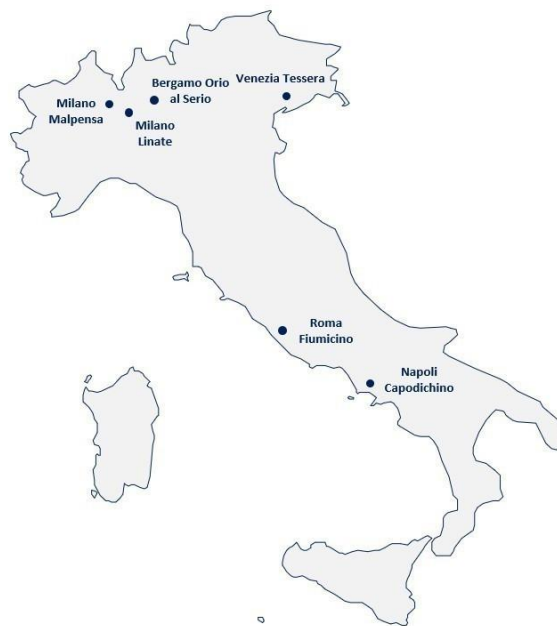 Bergamo Orio
al Serio
Venezia Tessera
Milano
Malpensa
Milano
Linate
Roma
Fiumicino
Napoli
Capodichino